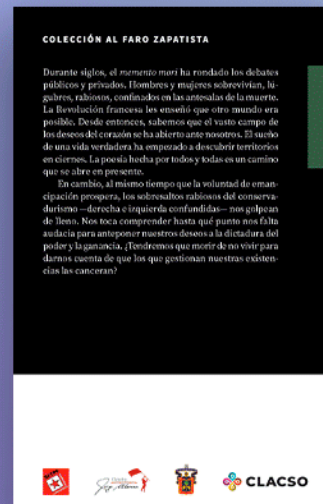 COLECCIÓN AL FARO ZAPATISTA
Durante siglos, el memento mori ha rondado los debates
públicos y privados. Hombres y mujeres sobrevivían, lú-
gubres, rabiosos, confinados en las antesalas de la muerte.
La Revolución francesa les enseñó que otro mundo era
posible. Desde entonces, sabemos que el vasto campo de
los deseos del corazón se ha abierto ante nosotros. El sueño
de una vida verdadera ha empezado a descubrir territorios
en ciernes. La poesía hecha por todos y todas es un camino
que se abre en presente.
En cambio, al mismo tiempo que la voluntad de eman-
cipación prospera, los sobresaltos rabiosos del conserva-
durismo —derecha e izquierda confundidas— nos golpean
de lleno. Nos toca comprender hasta qué punto nos falta
audacia para anteponer nuestros deseos a la dictadura del
poder y la ganancia. ¿Tendremos que morir de no vivir para
darnos cuenta de que los que gestionan nuestras existen-
cias las canceran?
CLACSO